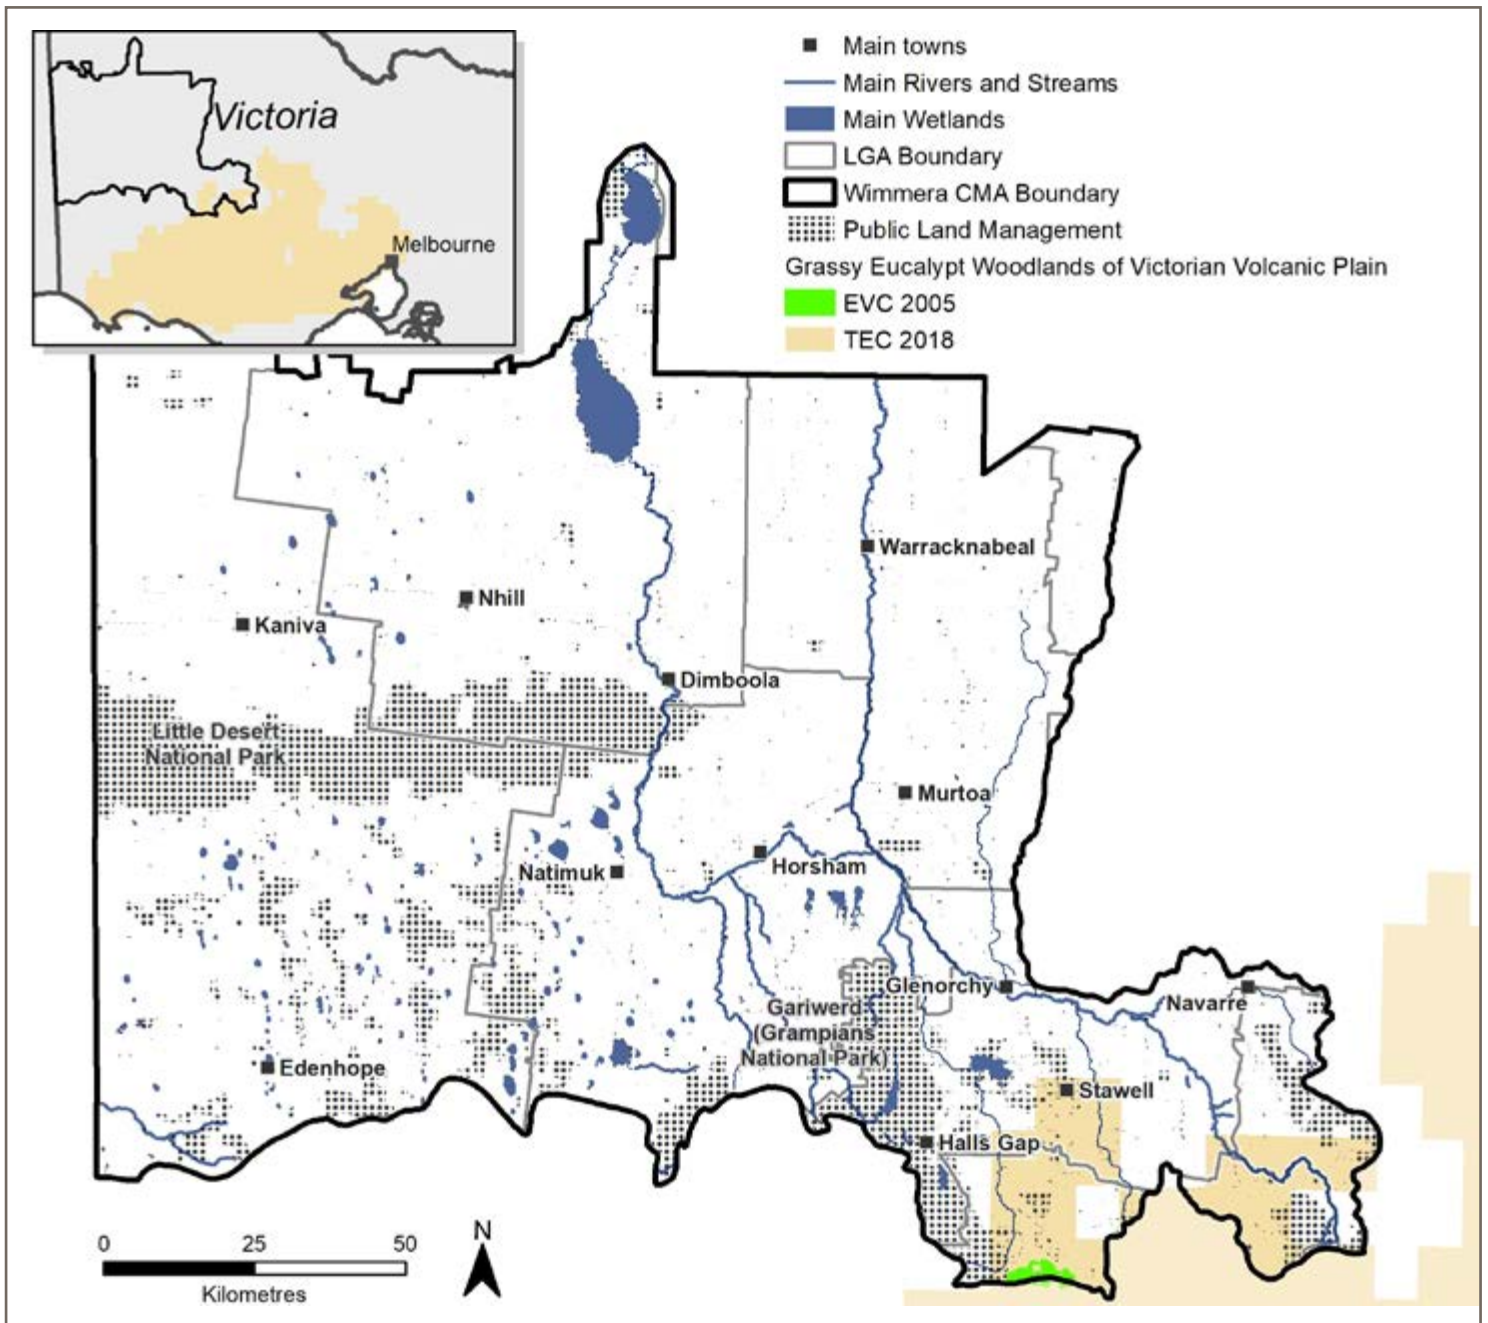 Victoria
Melbourne
Main towns
Main Rivers and Streams
Main Wetlands
LGA Boundary
Wimmera CMA Boundary
Public Land Management
Grassy Eucalypt Woodlands of Victorian Volcanic Plain
EVC 2005
TEC 2018
Warracknabeal
Nhill
Kaniva
Dimboola
Little Desert
National Park
Murtoa
Horsham
Natimuk
Glenorchy
Navarre
Gariwerd
(Grampians
National Park)
Edenhope
Stawell
Halls Gap
0 25 50
Kilometres
N